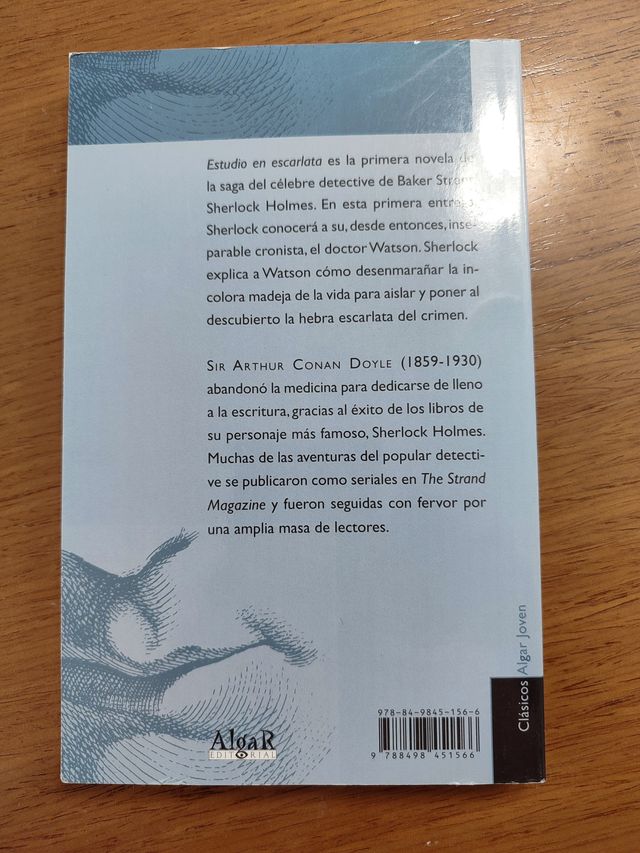 Estudio en escarlata es la primera novela de
la saga del célebre detective de Baker Street,
Sherlock Holmes. En esta primera entrega,
Sherlock conocerá a su, desde entonces, inse-
parable cronista, el doctor Watson. Sherlock
explica a Watson cómo desenmarañar la in-
colora madeja de la vida para aislar y poner al
descubierto la hebra escarlata del crimen.
SIR ARTHUR CONAN DOYLE (1859-1930)
abandonó la medicina para dedicarse de lleno
a la escritura, gracias al éxito de los libros de
su personaje más famoso, Sherlock Holmes.
Muchas de las aventuras del popular detecti-
ve se publicaron como seriales en The Strand
Magazine y fueron seguidas con fervor por
una amplia masa de lectores.
Clásicos Algar Joven
AlgaR
EDITORIAL
978-84-9845-156-6
9 788498 451566